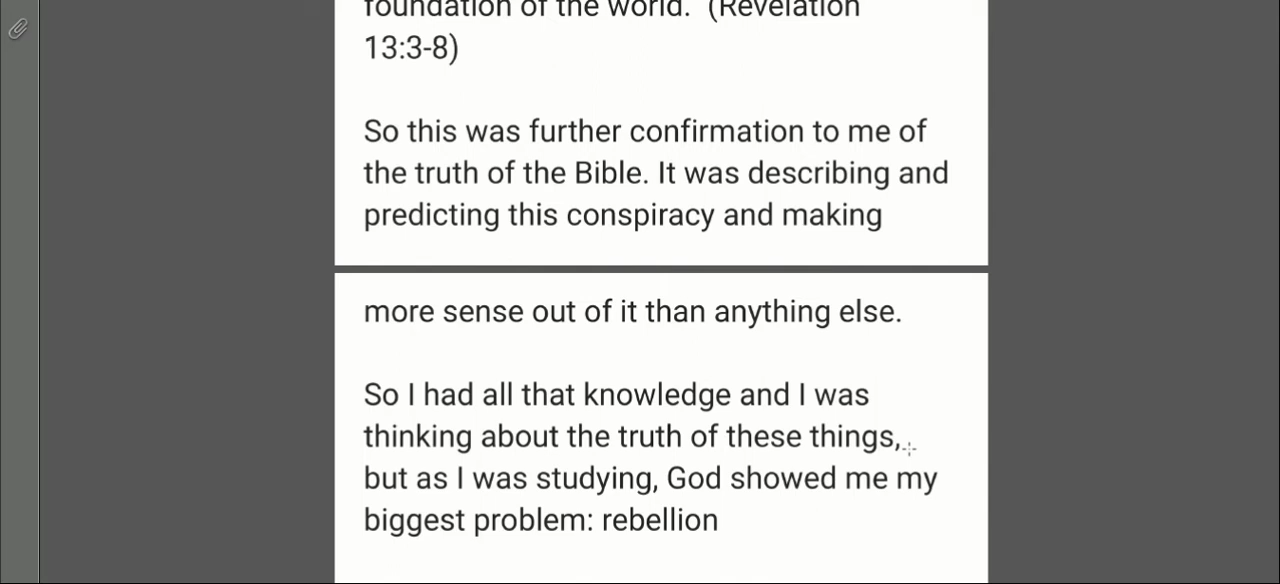 foundation of the world. (Revelation
13:3-8)
So this was further confirmation to me of
the truth of the Bible. It was describing and
predicting this conspiracy and making
more sense out of it than anything else.
So I had all that knowledge and I was
thinking about the truth of these things,
but as I was studying, God showed me my
biggest problem: rebellion